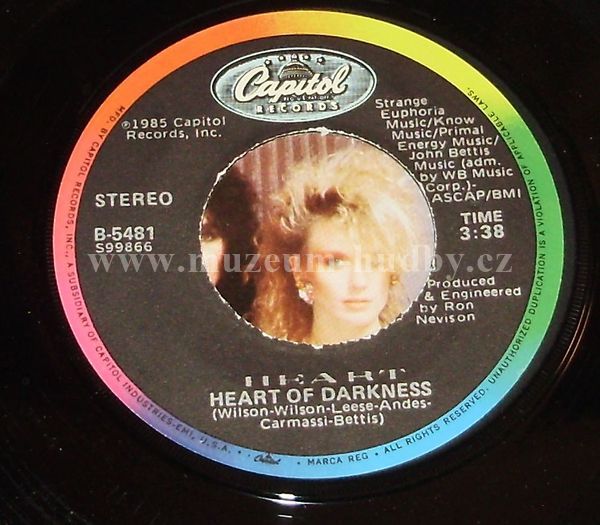 Capitol
RECORDS
℗1985 Capitol
Records, Inc.
Strange
Euphoria
Music/Know
Music/Primal
Energy Music/
John Bettis
Music (adm.
by WB Music
Corp.)-
ASCAP/BMI
STEREO
B-5481
S99866
TIME
3:38
www.muzeum-hudby.cz
Produced
& Engineered
by Ron
Nevison
HEART
HEART OF DARKNESS
(Wilson-Wilson-Leese-Andes-
Carmassi-Bettis)
MFD. BY CAPITOL RECORDS, INC., A SUBSIDIARY OF CAPITOL INDUSTRIES-EMI, U.S.A. • Capitol • MARCA REG • ALL RIGHTS RESERVED. UNAUTHORIZED DUPLICATION IS A VIOLATION OF APPLICABLE LAWS.